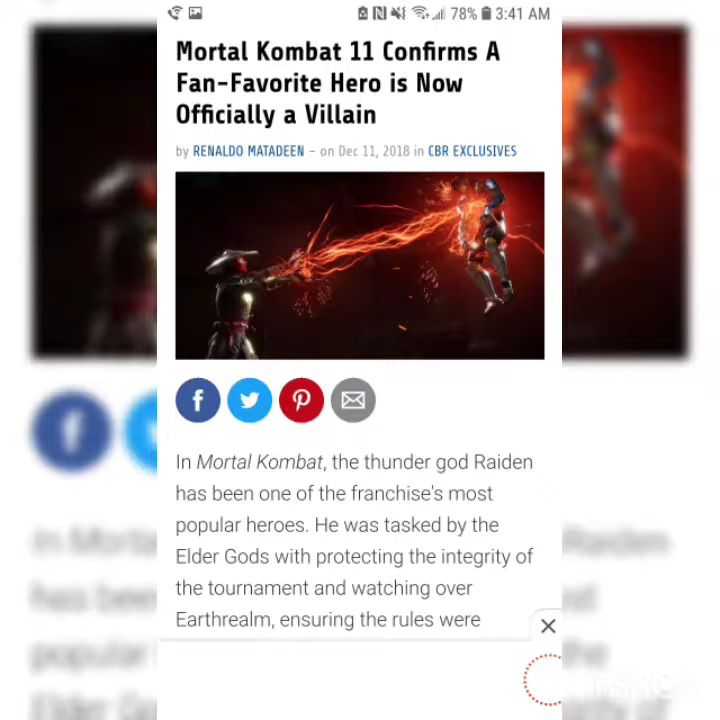 78% 3:41 AM
Mortal Kombat 11 Confirms A
Fan-Favorite Hero is Now
Officially a Villain
by RENALDO MATADEEN – on Dec 11, 2018 in CBR EXCLUSIVES
In Mortal Kombat, the thunder god Raiden
has been one of the franchise's most
popular heroes. He was tasked by the
Elder Gods with protecting the integrity of
the tournament and watching over
Earthrealm, ensuring the rules were